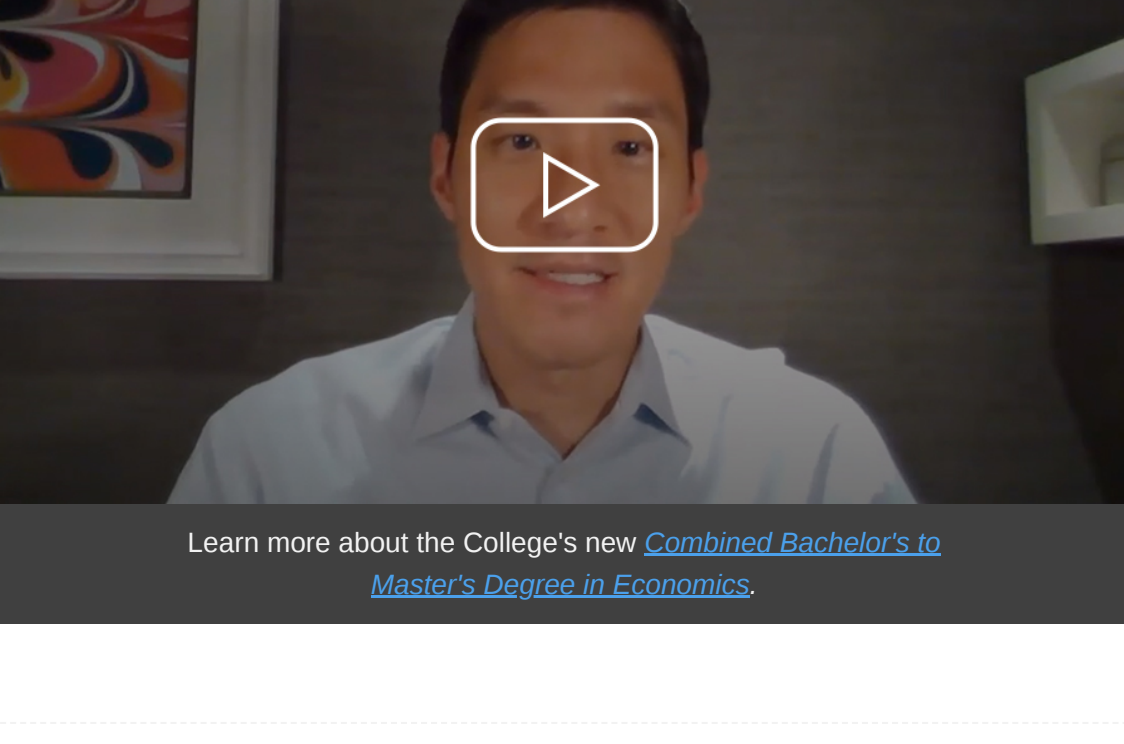 Learn more about the College's new Combined Bachelor's to
Master's Degree in Economics.